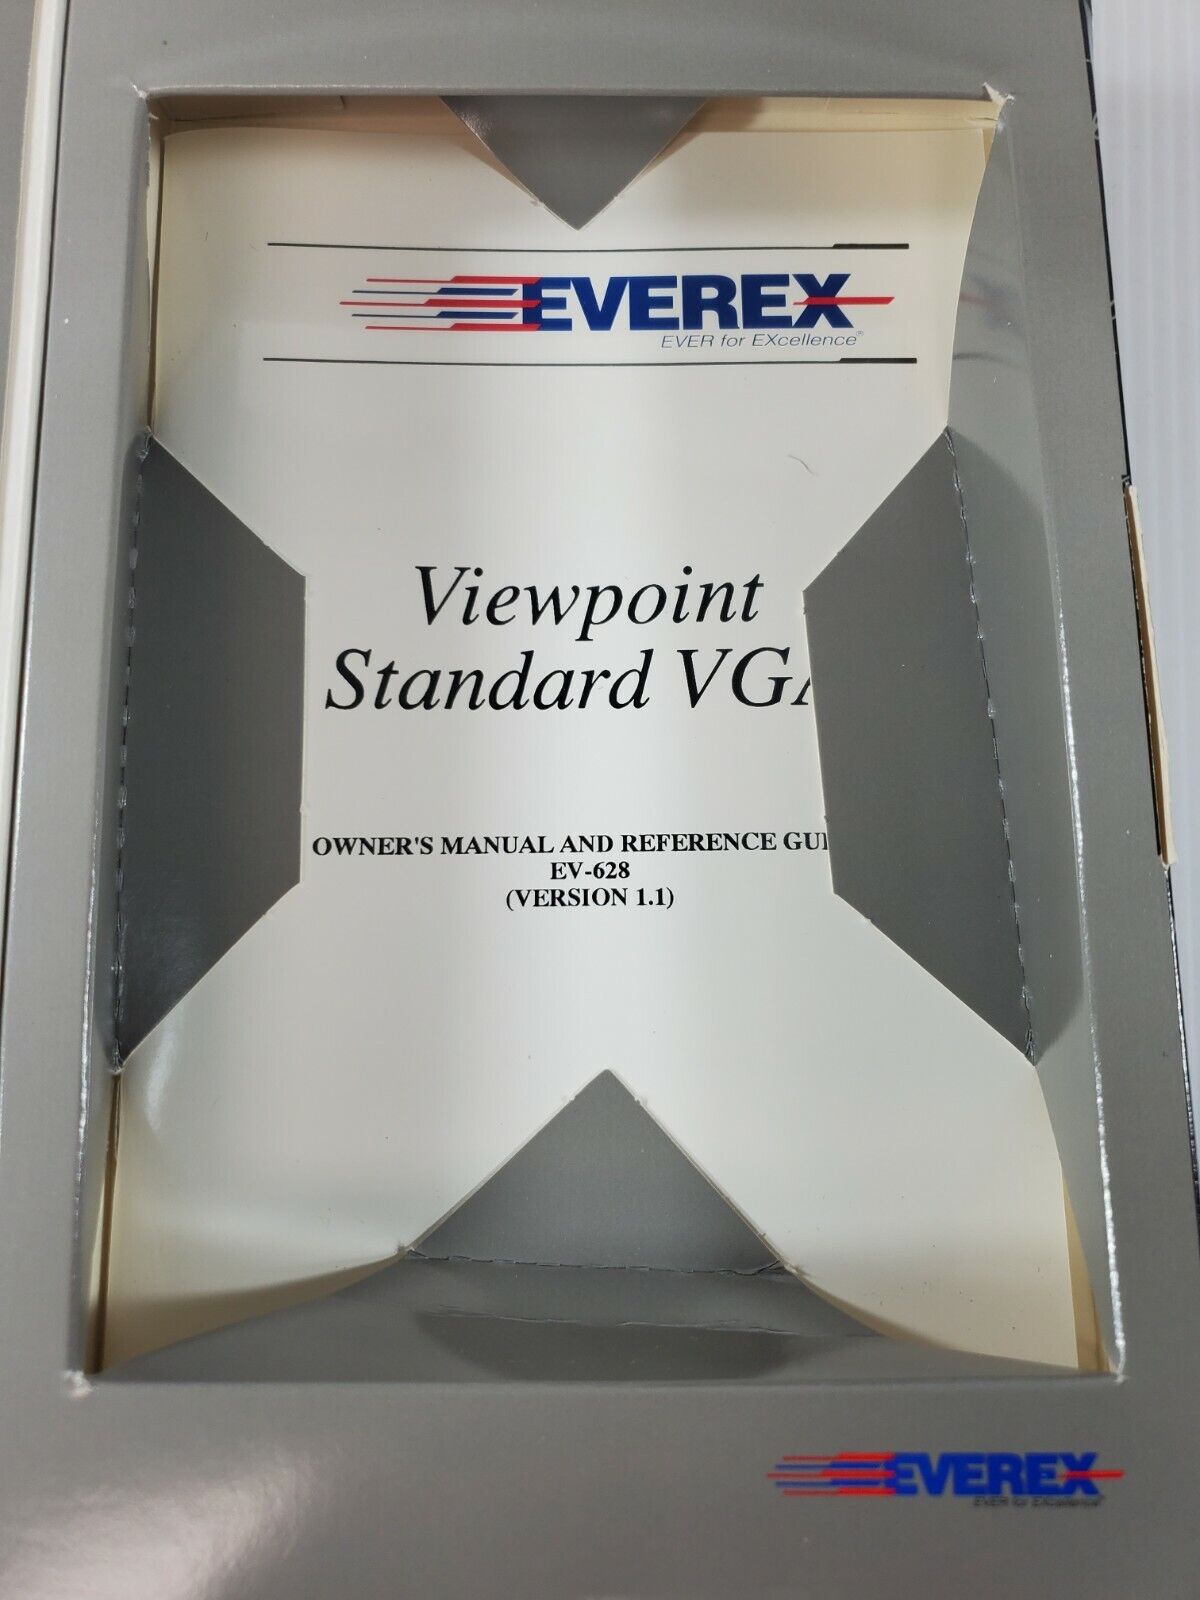 EVEREX
EVER for EXcellence®
Viewpoint
Standard VGA
OWNER'S MANUAL AND REFERENCE GUI
EV-628
(VERSION 1.1)
EVEREX
EVER for EXcellence®